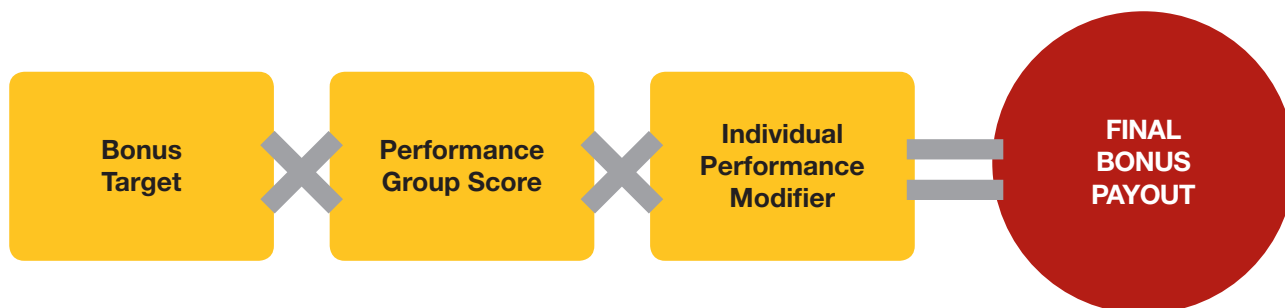 Bonus
Target
Performance
Group Score
Individual
Performance
Modifier
FINAL
BONUS
PAYOUT